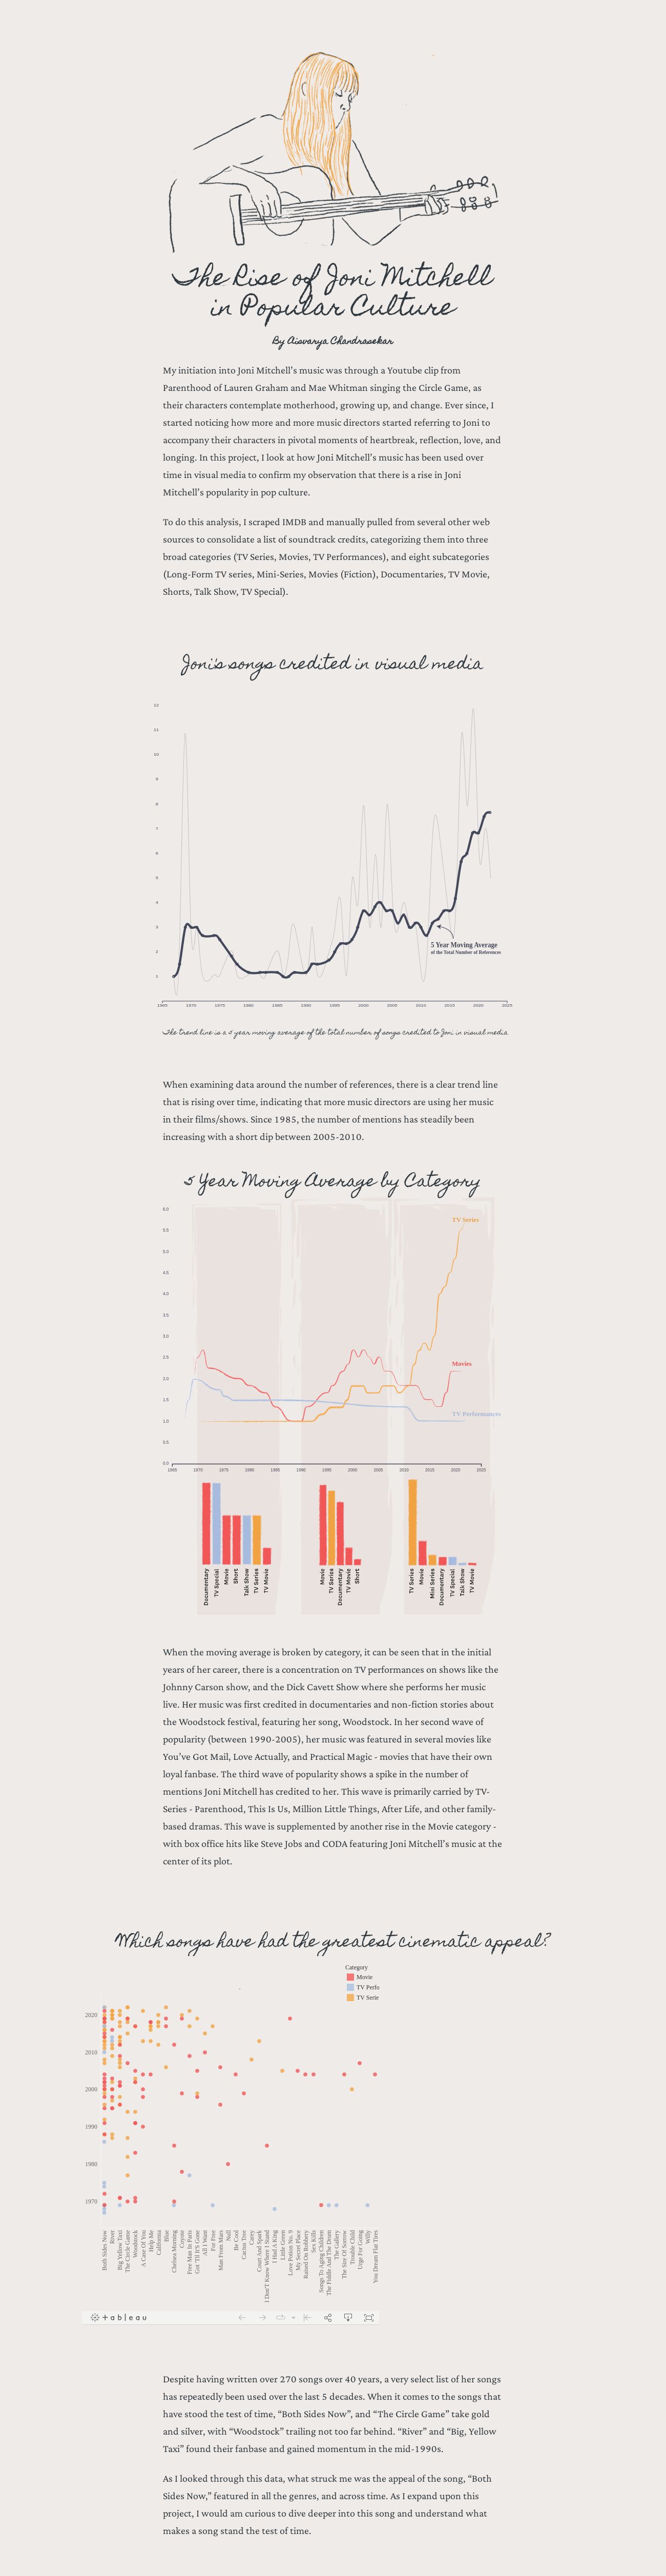 The Rise of Joni Mitchell
in Popular Culture
By Aisvarya Chandrasekar
My initiation into Joni Mitchell's music was through a Youtube clip from
Parenthood of Lauren Graham and Mae Whitman singing the Circle Game, as
their characters contemplate motherhood, growing up, and change. Ever since, I
started noticing how more and more music directors started referring to Joni to
accompany their characters in pivotal moments of heartbreak, reflection, love, and
longing. In this project, I look at how Joni Mitchell's music has been used over
time in visual media to confirm my observation that there is a rise in Joni
Mitchell's popularity in pop culture.
To do this analysis, I scraped IMDB and manually pulled from several other web
sources to consolidate a list of soundtrack credits, categorizing them into three
broad categories (TV Series, Movies, TV Performances), and eight subcategories
(Long-Form TV series, Mini-Series, Movies (Fiction), Documentaries, TV Movie,
Shorts, Talk Show, TV Special).
Joni's songs credited in visual media
12
11
10
9
8
7
6
5
4
3
2
1
5 Year Moving Average
of the Total Number of References
1965 1970 1975 1980 1985 1990 1995 2000 2005 2010 2015 2020 2025
The trend line is a 5 year moving average of the total number of songs credited to Joni in visual media
When examining data around the number of references, there is a clear trend line
that is rising over time, indicating that more music directors are using her music
in their films/shows. Since 1985, the number of mentions has steadily been
increasing with a short dip between 2005-2010.
5 Year Moving Average by Category
6.0
5.5
5.0
4.5
4.0
3.5
3.0
2.5
2.0
1.5
1.0
0.5
0.0
TV Series
Movies
TV Performances
1965 1970 1975 1980 1985 1990 1995 2000 2005 2010 2015 2020 2025
Documentary
TV Special
Movie
Short
Talk Show
TV Series
TV Movie
Movie
TV Series
Documentary
TV Movie
Short
TV Series
Movie
Mini Series
Documentary
TV Special
Talk Show
TV Movie
When the moving average is broken by category, it can be seen that in the initial
years of her career, there is a concentration on TV performances on shows like the
Johnny Carson show, and the Dick Cavett Show where she performs her music
live. Her music was first credited in documentaries and non-fiction stories about
the Woodstock festival, featuring her song, Woodstock. In her second wave of
popularity (between 1990-2005), her music was featured in several movies like
You've Got Mail, Love Actually, and Practical Magic - movies that have their own
loyal fanbase. The third wave of popularity shows a spike in the number of
mentions Joni Mitchell has credited to her. This wave is primarily carried by TV-
Series - Parenthood, This Is Us, Million Little Things, After Life, and other family-
based dramas. This wave is supplemented by another rise in the Movie category -
with box office hits like Steve Jobs and CODA featuring Joni Mitchell's music at the
center of its plot.
Which songs have had the greatest cinematic appeal?
Category
Movie
TV Perfo
TV Serie
2020
2010
2000
1990
1980
1970
Both Sides Now
River
Big Yellow Taxi
The Circle Game
Woodstock
A Case Of You
Help Me
California
Blue
Chelsea Morning
Coyote
Free Man In Paris
Got 'Til It'S Gone
All I Want
For Free
Man From Mars
Null
Be Cool
Cactus Tree
Carey
Court And Spark
I Don'T Know Where I Stand
I Had A King
Little Green
Love Potion No. 9
My Secret Place
Raised On Robbery
Sex Kills
Songs To Aging Children
The Fiddle And The Drum
The Gallery
The Sire Of Sorrow
Trouble Child
Urge For Going
Willy
You Dream Flat Tires
+ableau
Despite having written over 270 songs over 40 years, a very select list of her songs
has repeatedly been used over the last 5 decades. When it comes to the songs that
have stood the test of time, "Both Sides Now", and "The Circle Game" take gold
and silver, with "Woodstock" trailing not too far behind. "River" and "Big, Yellow
Taxi" found their fanbase and gained momentum in the mid-1990s.
As I looked through this data, what struck me was the appeal of the song, "Both
Sides Now," featured in all the genres, and across time. As I expand upon this
project, I would am curious to dive deeper into this song and understand what
makes a song stand the test of time.